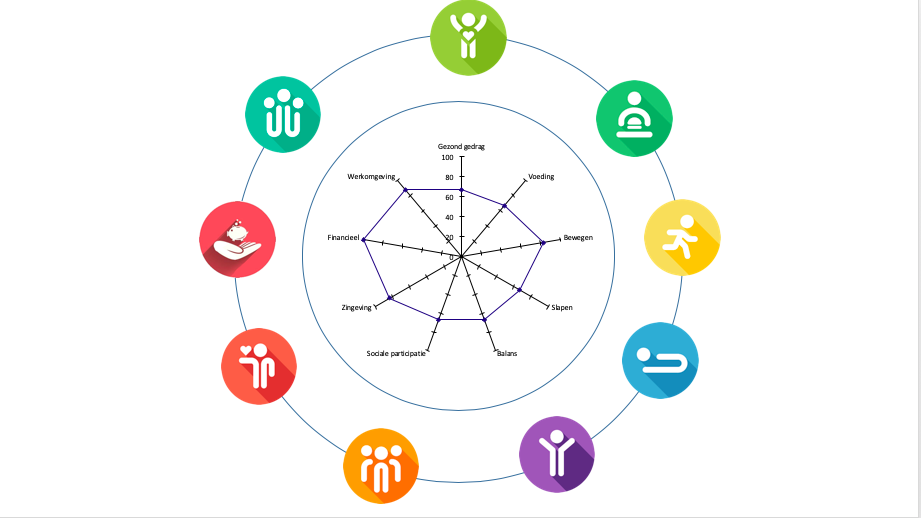 Gezond gedrag
100
80
60
40
20
0
Voeding
Bewegen
Slapen
Balans
Sociale participatie
Zingeving
Financieel
Werkomgeving